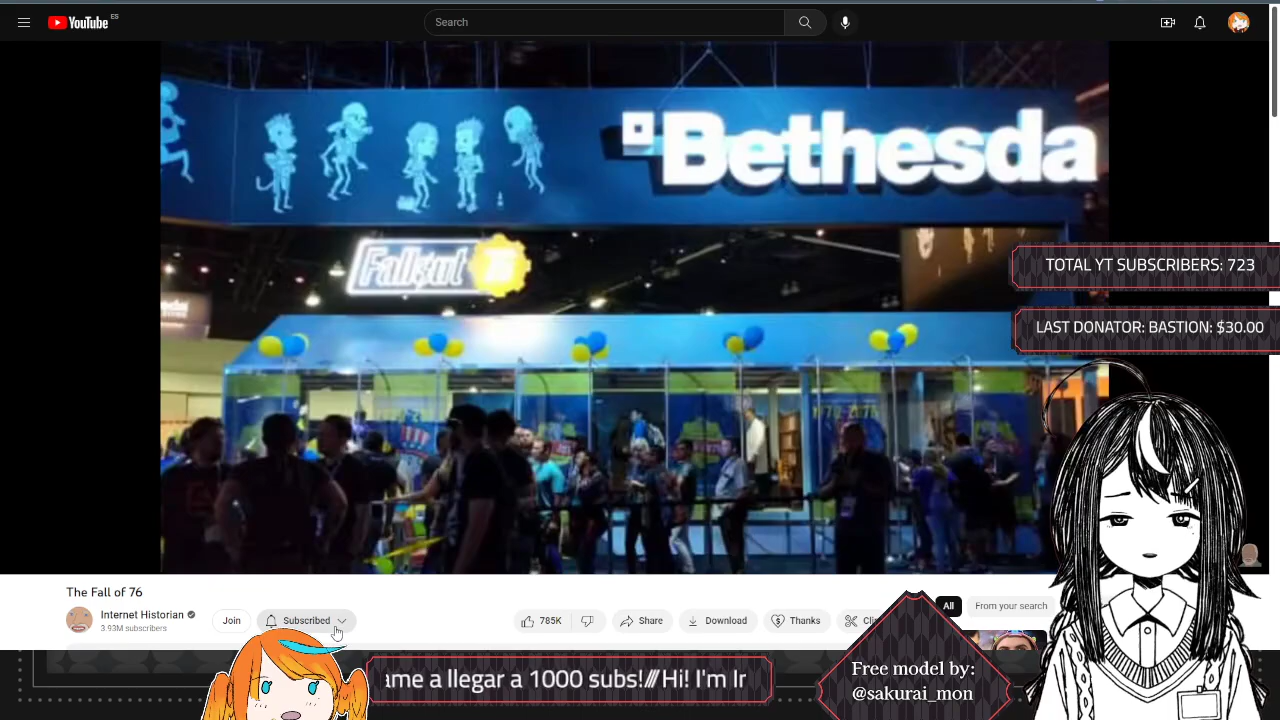 YouTube ES
Search
Bethesda
Fallout 76
TOTAL YT SUBSCRIBERS: 723
LAST DONATOR: BASTION: $30.00
The Fall of 76
Internet Historian
3.93M subscribers
Join
Subscribed
785K
Share
Download
Thanks
All
From your search
ame a llegar a 1000 subs!///Hi! I'm Ir
Free model by:
@sakurai_mon